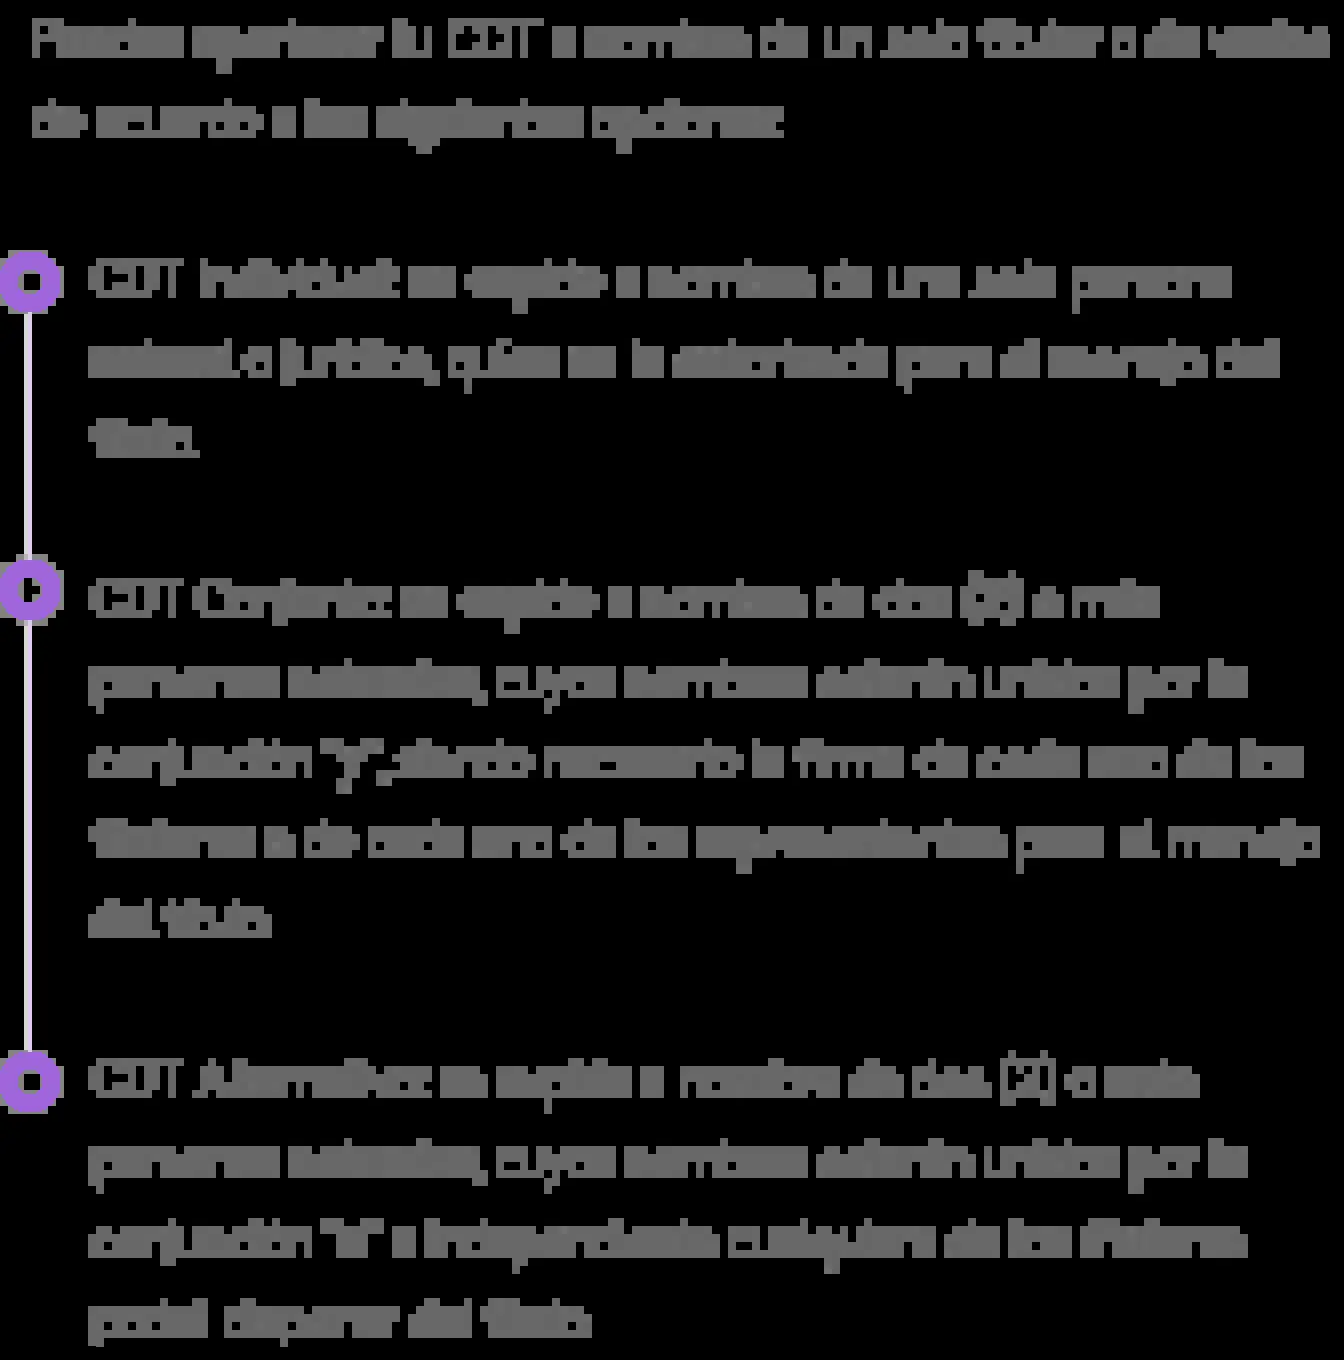 Puedes aperturar tu CDT a nombre de un solo titular o de varios
de acuerdo a las siguientes opciones:
CDT Individual: se expide a nombre de una sola persona
natural o jurídica, quien es la autorizada para el manejo del
título.
CDT Conjunto: se expide a nombre de dos (2) o más
personas naturales, cuyos nombres estarán unidos por la
conjunción "y", siendo necesario la firma de cada uno de los
titulares o de cada uno de los representantes para el manejo
del título
CDT Alternativo: se expide a nombre de dos (2) o más
personas naturales, cuyos nombres estarán unidos por la
conjunción "o" e cualquiera de los titulares
podrá disponer del título.